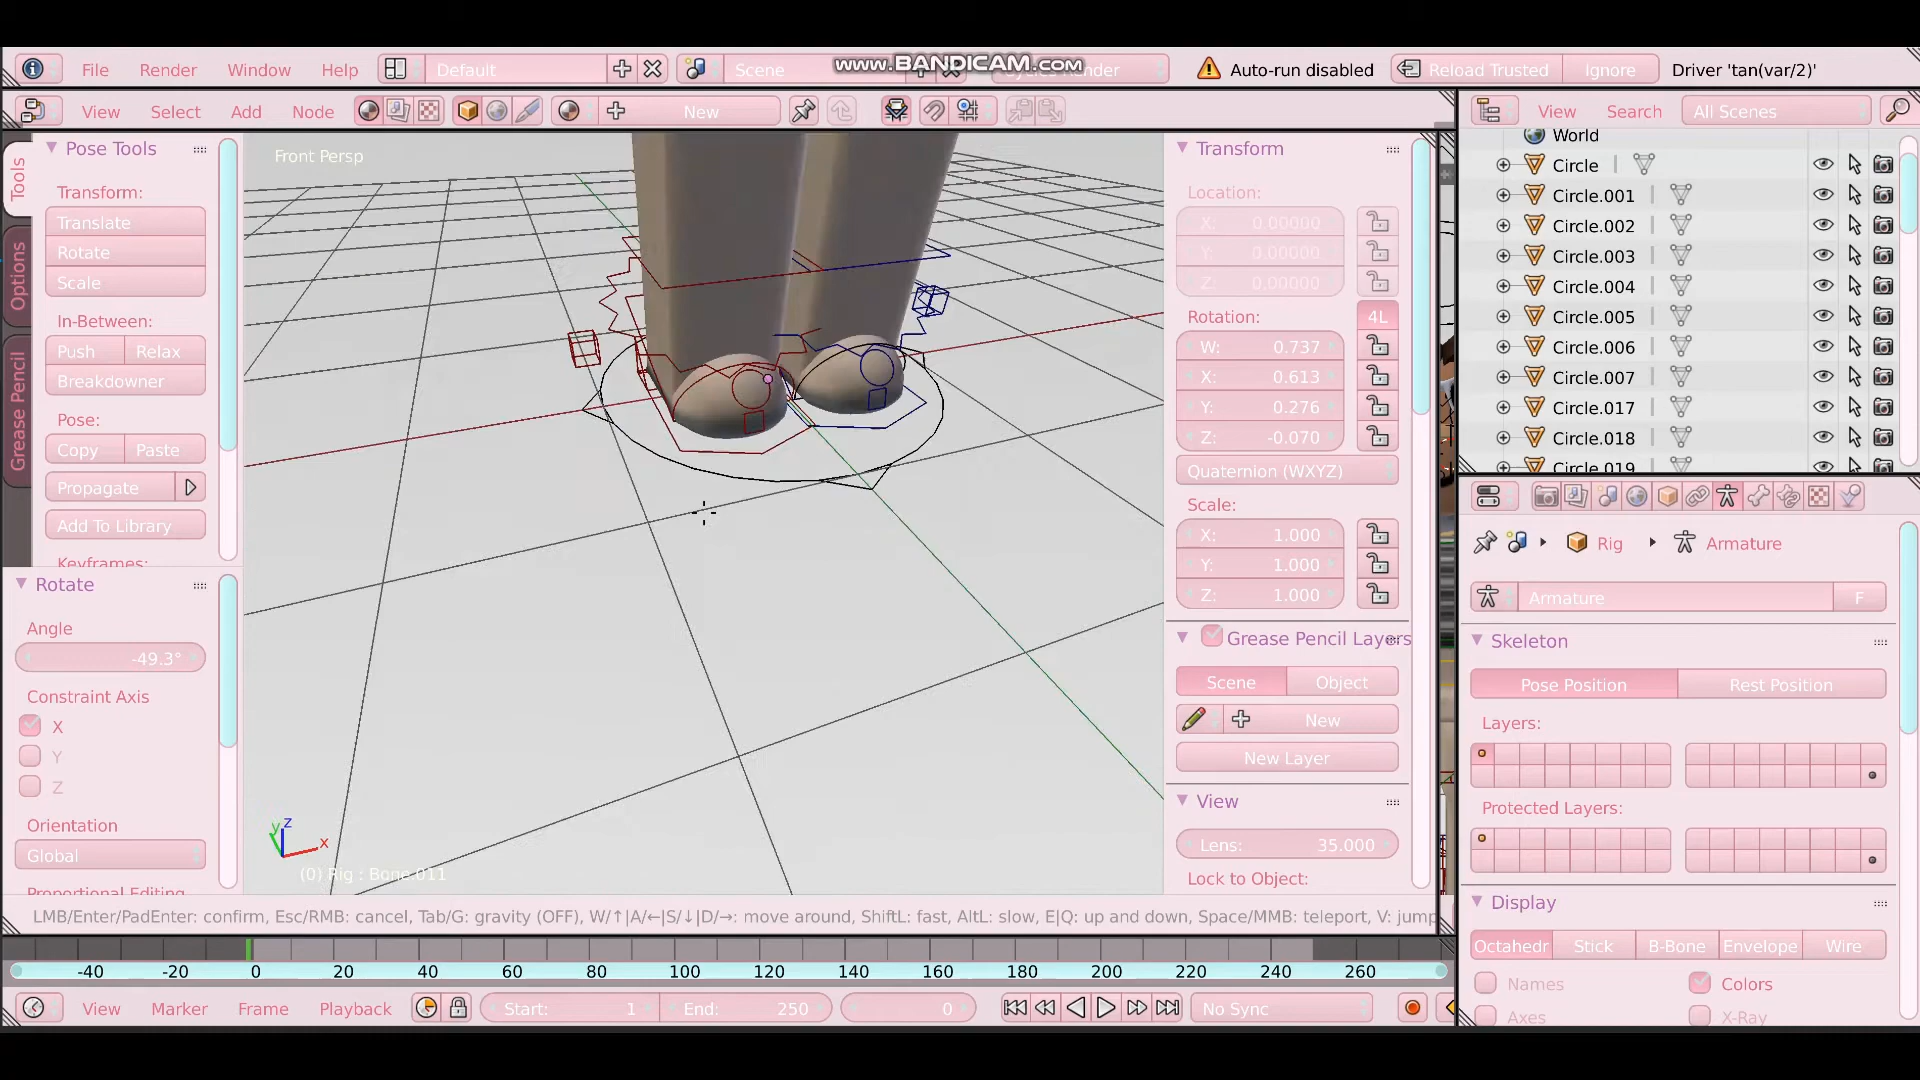 File Render Window Help Default Scene www.BANDICAM.com Auto-run disabled Reload Trusted Ignore Driver 'tan(var/2)'
View Select Add Node New View Search All Scenes
Tools
Options
Grease Pencil
Pose Tools
Transform:
Translate
Rotate
Scale
In-Between:
Push Relax
Breakdowner
Pose:
Copy Paste
Propagate
Add To Library
Keyframes:
Rotate
Angle
-49.3°
Constraint Axis
X
Y
Z
Orientation
Global
Proportional Editing
Front Persp
y z x
(0) Rig : Bone.011
Transform
Location:
X: 0.00000
Y: 0.00000
Z: 0.00000
Rotation: 4L
W: 0.737
X: 0.613
Y: 0.276
Z: -0.070
Quaternion (WXYZ)
Scale:
X: 1.000
Y: 1.000
Z: 1.000
Grease Pencil Layers
Scene Object
New
New Layer
View
Lens: 35.000
Lock to Object:
World
Circle
Circle.001
Circle.002
Circle.003
Circle.004
Circle.005
Circle.006
Circle.007
Circle.017
Circle.018
Circle.019
Rig Armature
Armature F
Skeleton
Pose Position Rest Position
Layers:
Protected Layers:
Display
Octahedr Stick B-Bone Envelope Wire
Names Colors
Axes X-Ray
LMB/Enter/PadEnter: confirm, Esc/RMB: cancel, Tab/G: gravity (OFF), W/↑|A/←|S/↓|D/→: move around, ShiftL: fast, AltL: slow, E|Q: up and down, Space/MMB: teleport, V: jump
-40 -20 0 20 40 60 80 100 120 140 160 180 200 220 240 260
View Marker Frame Playback Start: 1 End: 250 0 No Sync